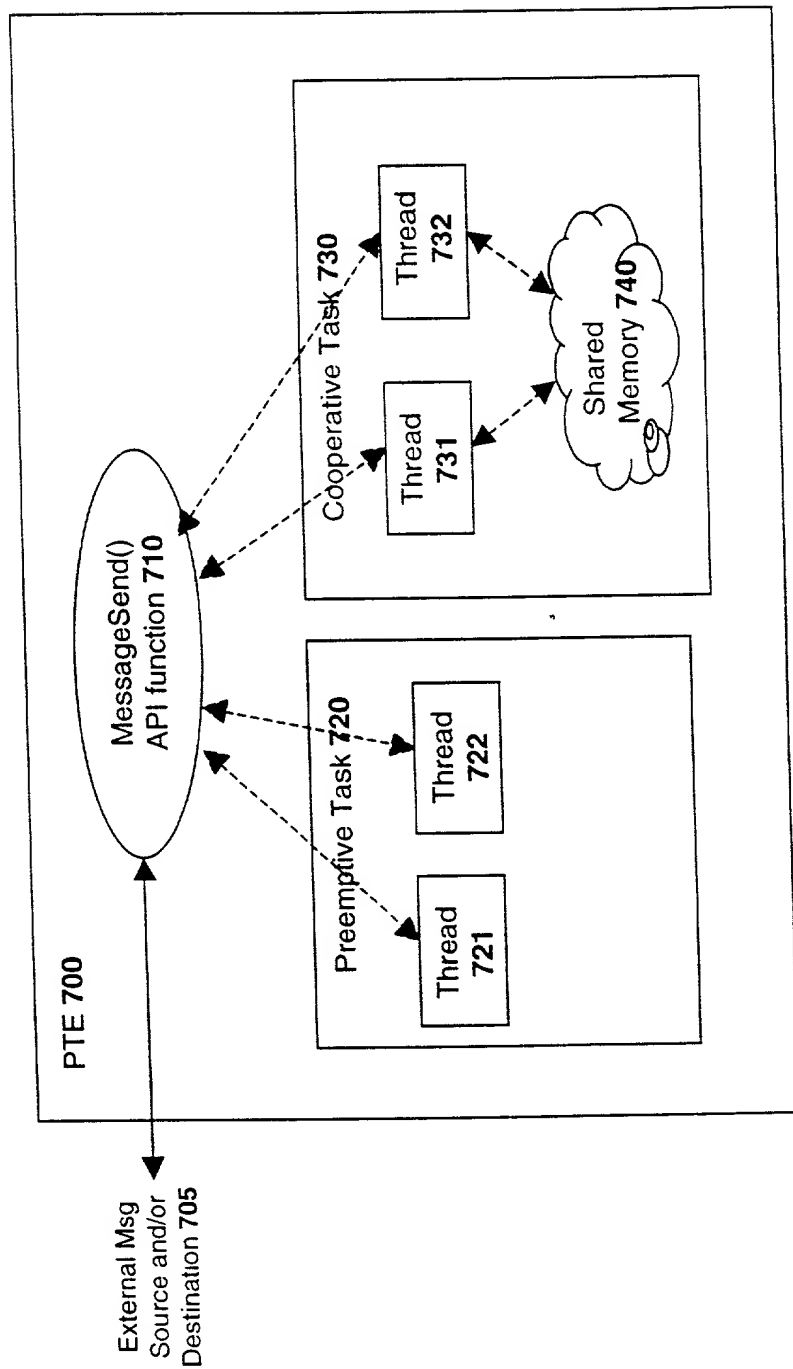 External Msg
Source and/or
Destination 705
PTE 700
MessageSend()
API function 710
Preemptive Task 720
Thread
721
Thread
722
Cooperative Task 730
Thread
731
Thread
732
Shared
Memory 740